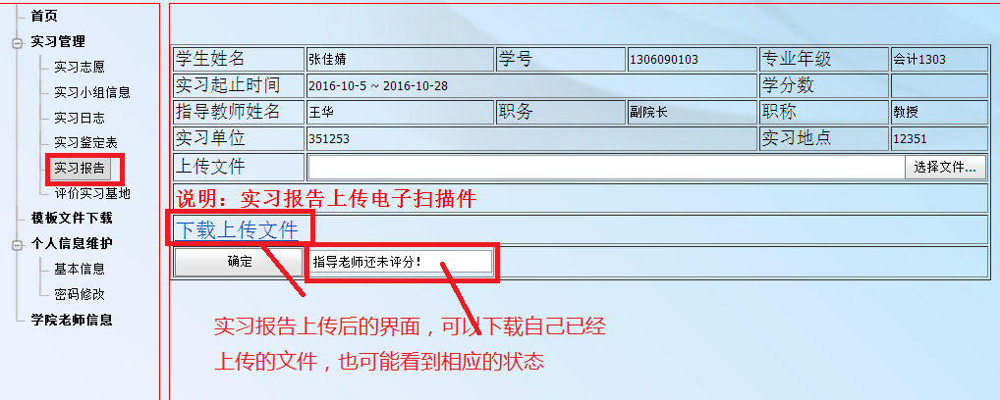 首页
实习管理
实习志愿
实习小组信息
实习日志
实习鉴定表
实习报告
评价实习基地
模板文件下载
个人信息维护
基本信息
密码修改
学院老师信息
学生姓名 张佳婧 学号 1306090103 专业年级 会计1303
实习起止时间 2016-10-5 ~ 2016-10-28 学分数
指导教师姓名 王华 职务 副院长 职称 教授
实习单位 351253 实习地点 12351
上传文件 选择文件...
说明：实习报告上传电子扫描件
下载上传文件
确定 指导老师还未评分！
实习报告上传后的界面，可以下载自己已经
上传的文件，也可能看到相应的状态